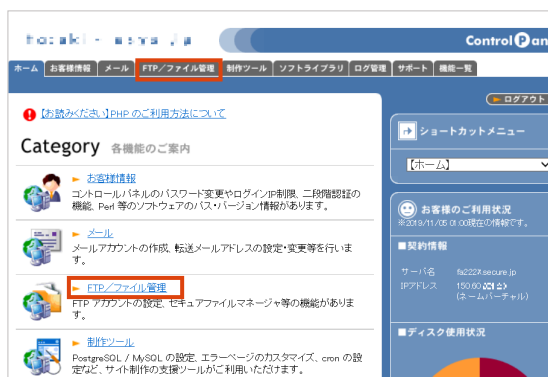 Control P an
ホーム お客様情報 メール FTP／ファイル管理 制作ツール ソフトライブラリ ログ管理 サポート 機能一覧
ログアウト
【お読みください】PHP のご利用方法について
Category 各機能のご案内
お客様情報
コントロールパネルのパスワード変更やログインIP制限、二段階認証の
機能、Perl 等のソフトウェアのパス・バージョン情報があります。
メール
メールアカウントの作成、転送メールアドレスの設定・変更等を行いま
す。
FTP／ファイル管理
FTP アカウントの設定、セキュアファイルマネージャ等の機能がありま
す。
制作ツール
PostgreSQL / MySQL の設定、エラーページのカスタマイズ、cron の設
定など、サイト制作の支援ツールがご利用いただけます。
ショートカットメニュー
【ホーム】
お客様のご利用状況
※2019/11/05 01:00現在の情報です。
■契約情報
サーバ名
IPアドレス
(ネームバーチャル)
■ディスク使用状況